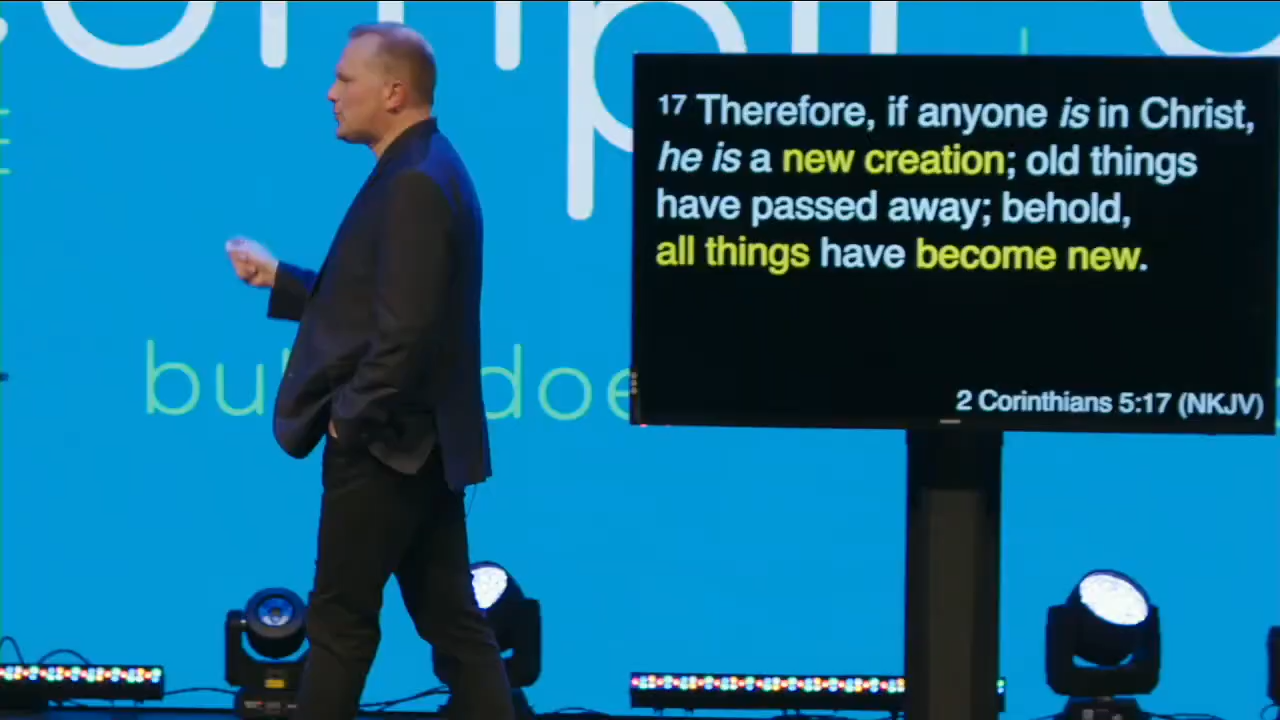 17 Therefore, if anyone is in Christ,
he is a new creation; old things
have passed away; behold,
all things have become new.
2 Corinthians 5:17 (NKJV)